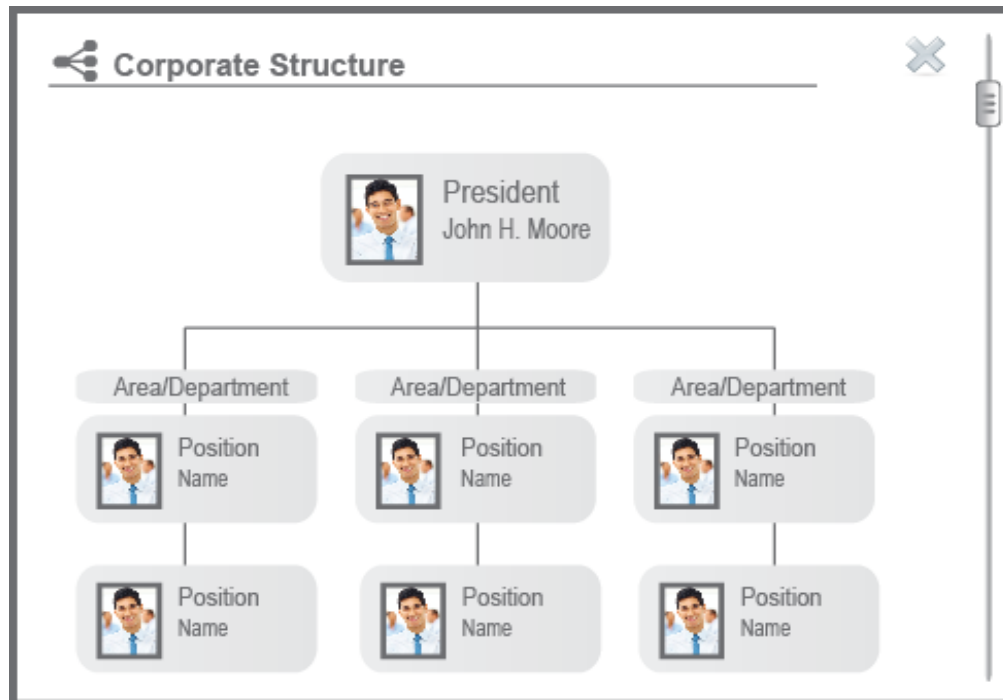 Corporate Structure
President
John H. Moore
Area/Department
Area/Department
Area/Department
Position
Name
Position
Name
Position
Name
Position
Name
Position
Name
Position
Name